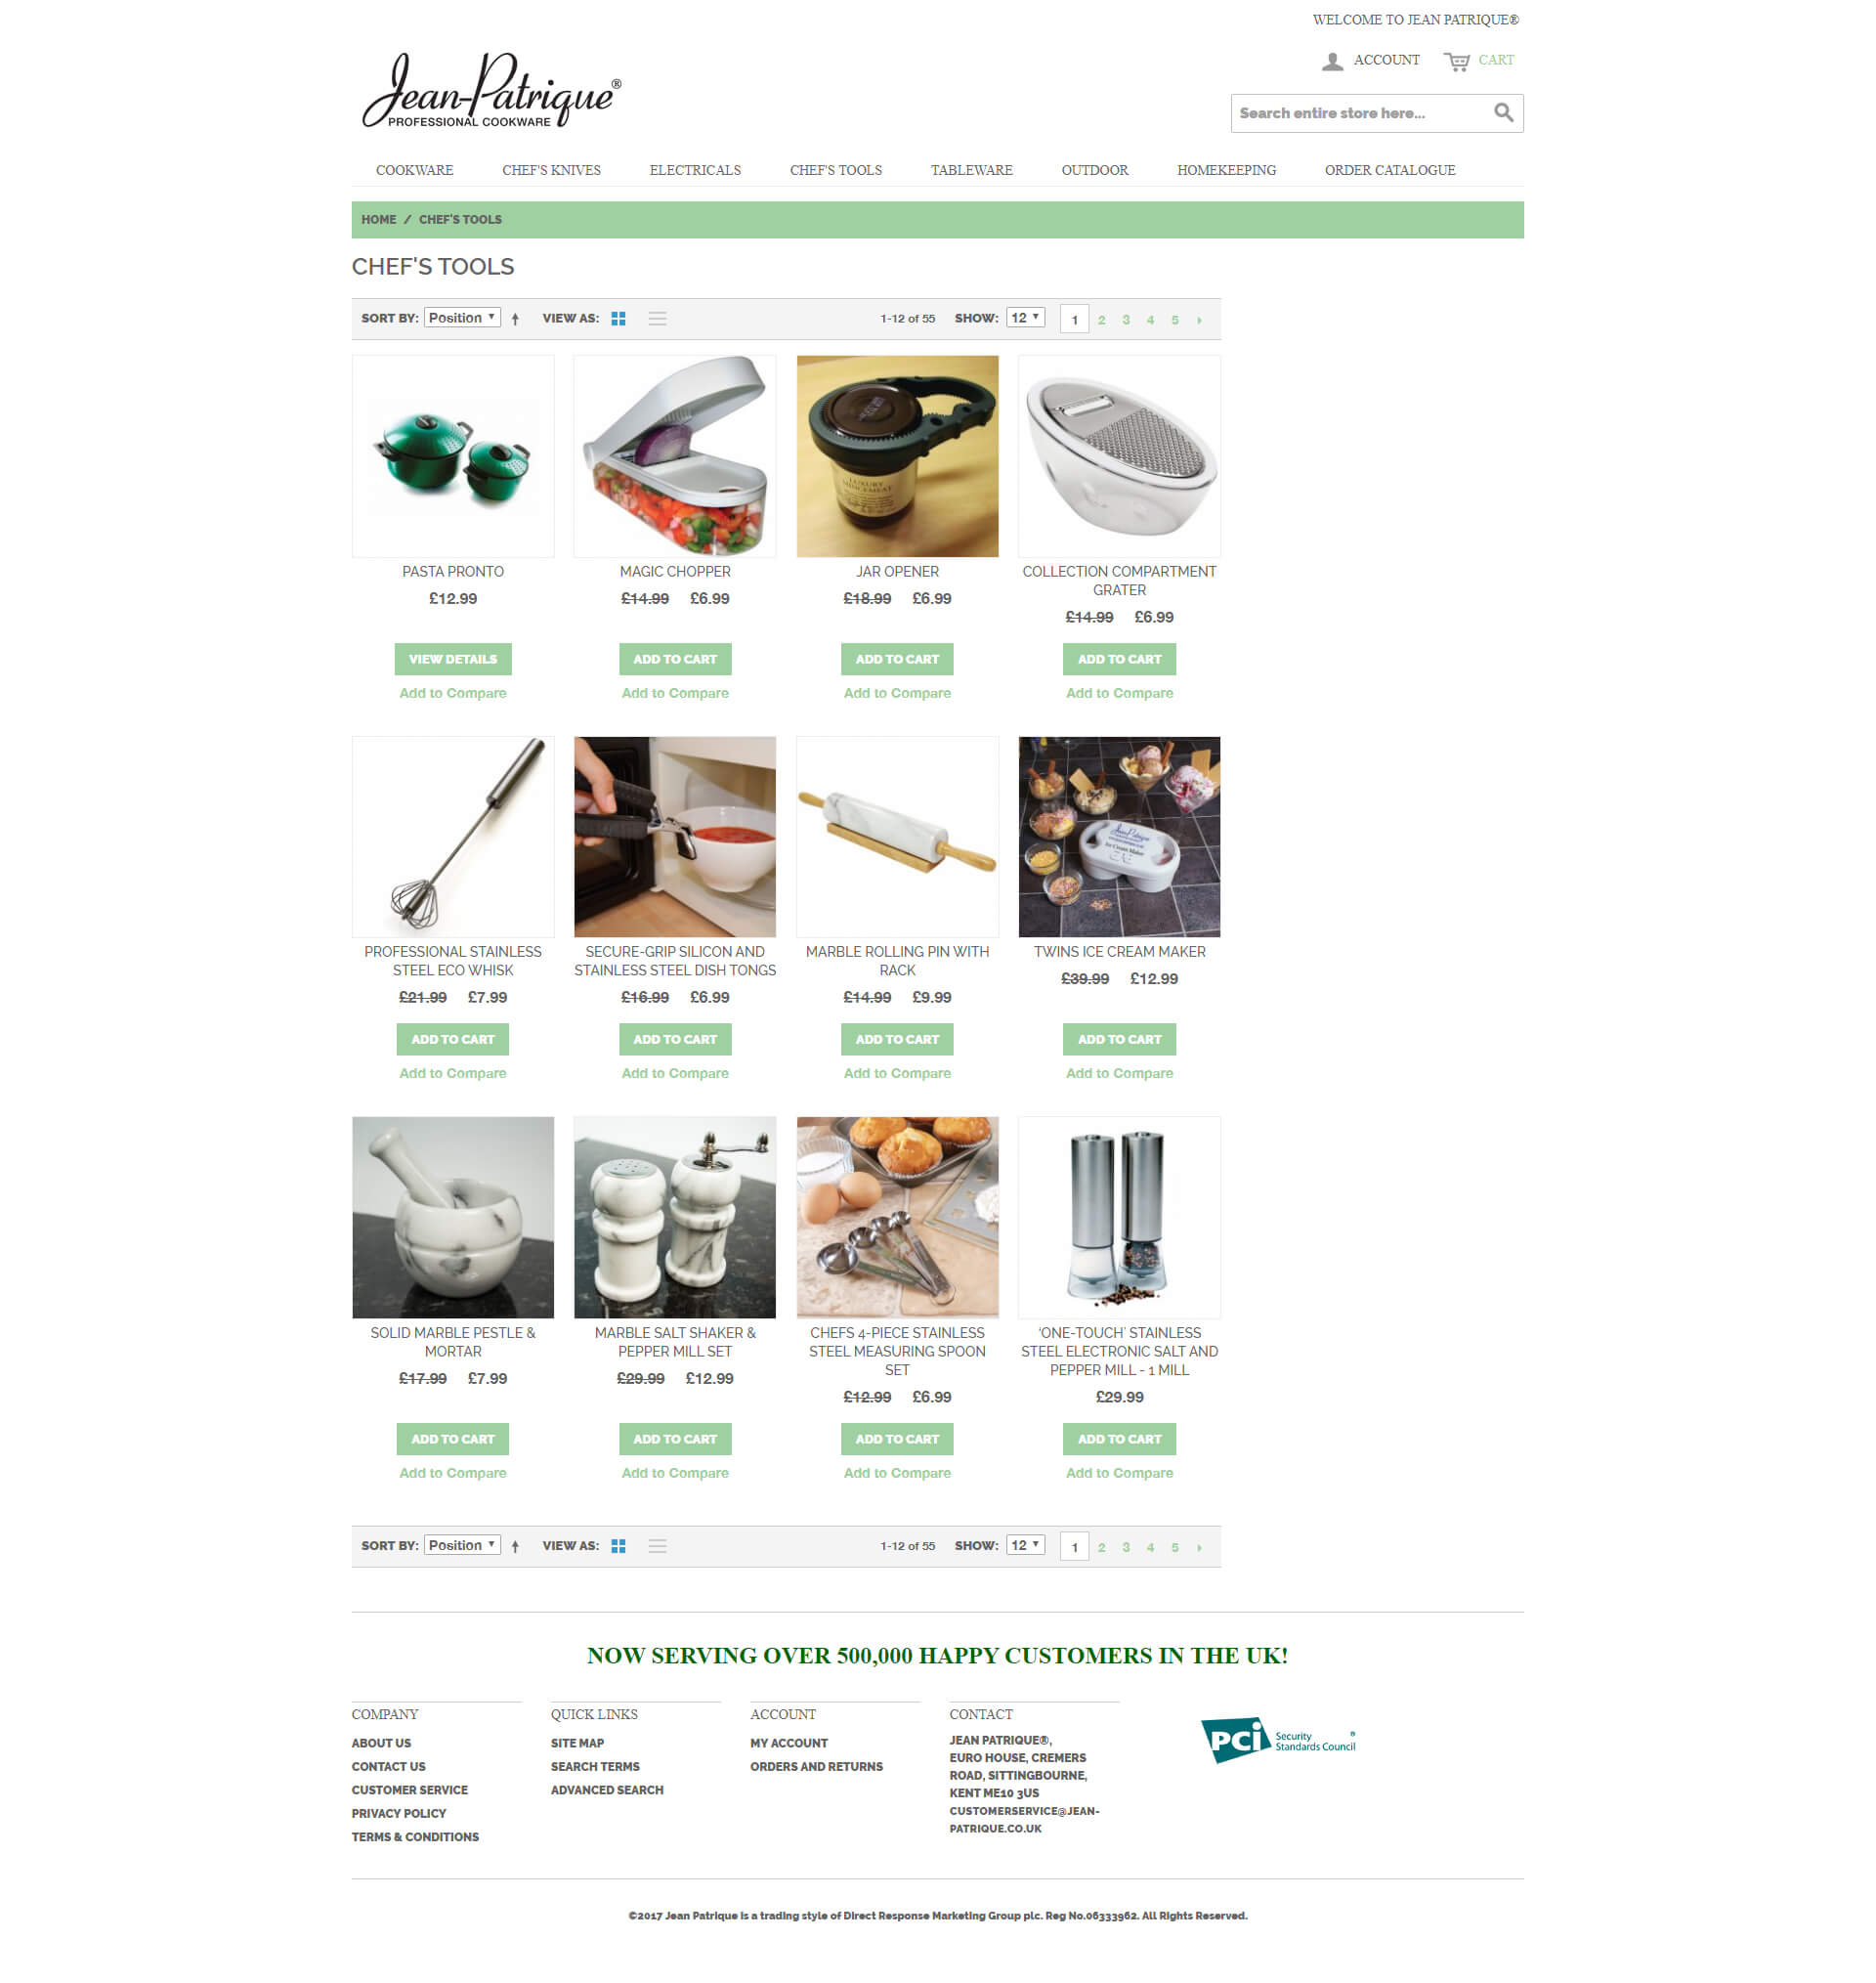 WELCOME TO JEAN PATRIQUE®
ACCOUNT CART
Jean-Patrique®
PROFESSIONAL COOKWARE
Search entire store here...
COOKWARE CHEF'S KNIVES ELECTRICALS CHEF'S TOOLS TABLEWARE OUTDOOR HOMEKEEPING ORDER CATALOGUE
HOME / CHEF'S TOOLS
CHEF'S TOOLS
SORT BY: Position VIEW AS: 1-12 of 55 SHOW: 12 1 2 3 4 5
LUXURY
MINCEMEAT
PASTA PRONTO
£12.99
VIEW DETAILS
Add to Compare
MAGIC CHOPPER
£14.99 £6.99
ADD TO CART
Add to Compare
JAR OPENER
£18.99 £6.99
ADD TO CART
Add to Compare
COLLECTION COMPARTMENT
GRATER
£14.99 £6.99
ADD TO CART
Add to Compare
PROFESSIONAL STAINLESS
STEEL ECO WHISK
£21.99 £7.99
ADD TO CART
Add to Compare
SECURE-GRIP SILICON AND
STAINLESS STEEL DISH TONGS
£16.99 £6.99
ADD TO CART
Add to Compare
MARBLE ROLLING PIN WITH
RACK
£14.99 £9.99
ADD TO CART
Add to Compare
Jean-Patrique
Ice Cream Maker
TWINS ICE CREAM MAKER
£39.99 £12.99
ADD TO CART
Add to Compare
SOLID MARBLE PESTLE &
MORTAR
£17.99 £7.99
ADD TO CART
Add to Compare
MARBLE SALT SHAKER &
PEPPER MILL SET
£29.99 £12.99
ADD TO CART
Add to Compare
CHEFS 4-PIECE STAINLESS
STEEL MEASURING SPOON
SET
£12.99 £6.99
ADD TO CART
Add to Compare
‘ONE-TOUCH’ STAINLESS
STEEL ELECTRONIC SALT AND
PEPPER MILL - 1 MILL
£29.99
ADD TO CART
Add to Compare
SORT BY: Position VIEW AS: 1-12 of 55 SHOW: 12 1 2 3 4 5
NOW SERVING OVER 500,000 HAPPY CUSTOMERS IN THE UK!
COMPANY
ABOUT US
CONTACT US
CUSTOMER SERVICE
PRIVACY POLICY
TERMS & CONDITIONS
QUICK LINKS
SITE MAP
SEARCH TERMS
ADVANCED SEARCH
ACCOUNT
MY ACCOUNT
ORDERS AND RETURNS
CONTACT
JEAN PATRIQUE®,
EURO HOUSE, CREMERS
ROAD, SITTINGBOURNE,
KENT ME10 3US
CUSTOMERSERVICE@JEAN-
PATRIQUE.CO.UK
PCi Security
Standards Council ®
©2017 Jean Patrique is a trading style of Direct Response Marketing Group plc. Reg No.06333962. All Rights Reserved.